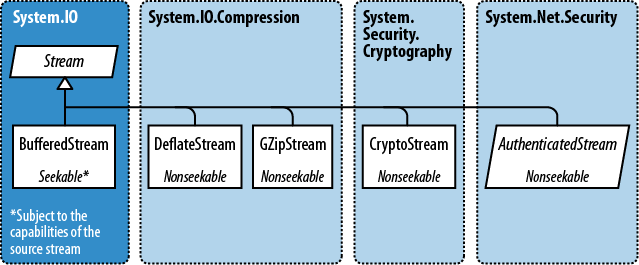 System.IO
Stream
BufferedStream
Seekable*
*Subject to the
capabilities of the
source stream
System.IO.Compression
DeflateStream
Nonseekable
GZipStream
Nonseekable
System.
Security.
Cryptography
CryptoStream
Nonseekable
System.Net.Security
AuthenticatedStream
Nonseekable